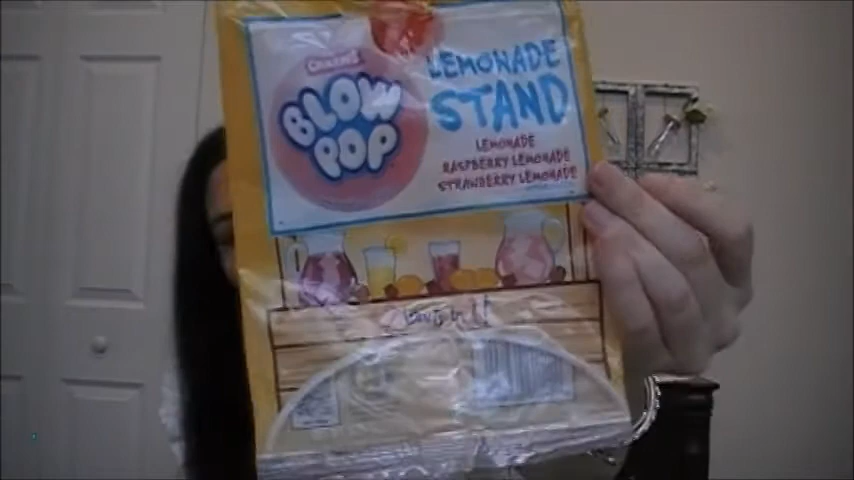 CHARMS
BLOW
POP
LEMONADE
STAND
LEMONADE
RASPBERRY LEMONADE
STRAWBERRY LEMONADE